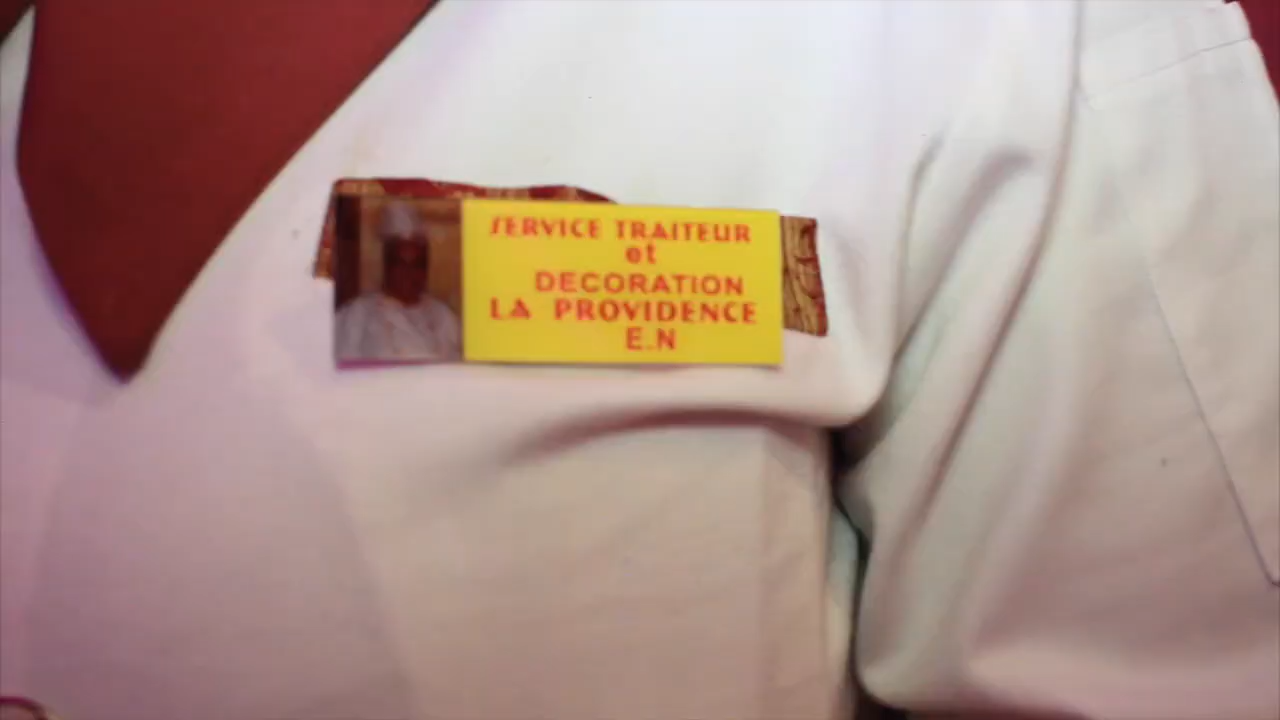 SERVICE TRAITEUR
et
DECORATION
LA PROVIDENCE
E.N